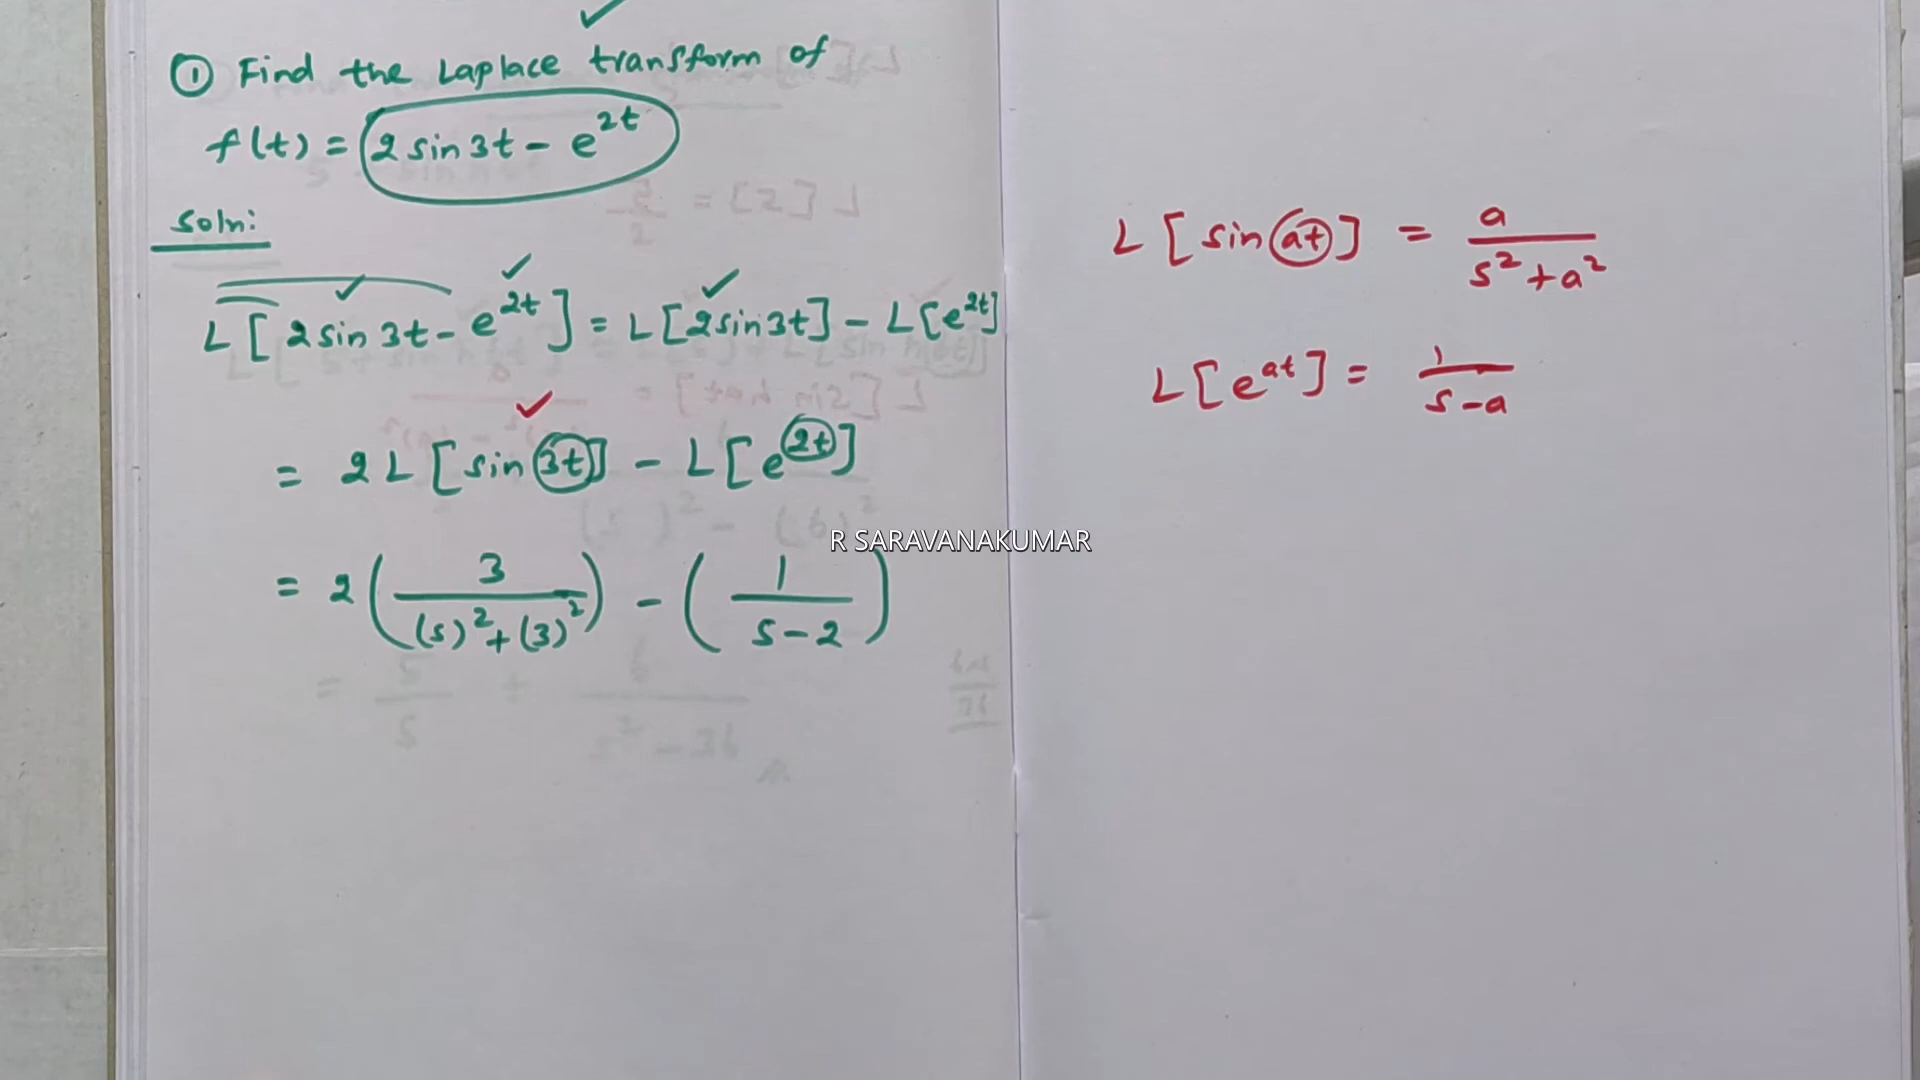 ① Find the Laplace transform of
f(t) = 2 sin 3t - e^{2t}
Soln:
L[2 sin 3t - e^{2t}] = L[2 sin 3t] - L[e^{2t}]
= 2 L[sin 3t] - L[e^{2t}]
= 2 (3 / ((s)^2 + (3)^2)) - (1 / (s - 2))
L[sin at] = a / (s^2 + a^2)
L[e^{at}] = 1 / (s - a)
R SARAVANAKUMAR